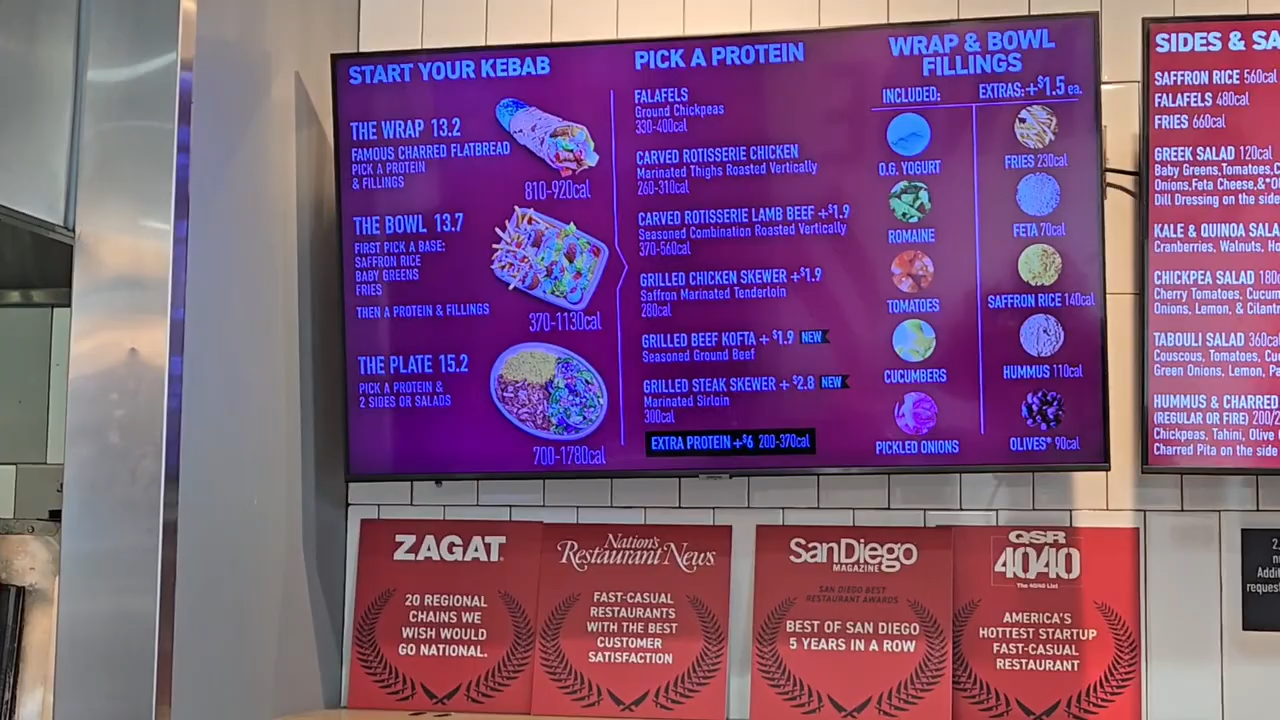 START YOUR KEBAB
THE WRAP 13.2
FAMOUS CHARRED FLATBREAD
PICK A PROTEIN
& FILLINGS
810-920cal
THE BOWL 13.7
FIRST PICK A BASE:
SAFFRON RICE
BABY GREENS
FRIES
THEN A PROTEIN & FILLINGS
370-1130cal
THE PLATE 15.2
PICK A PROTEIN &
2 SIDES OR SALADS
700-1780cal
PICK A PROTEIN
FALAFELS
Ground Chickpeas
330-400cal
CARVED ROTISSERIE CHICKEN
Marinated Thighs Roasted Vertically
260-310cal
CARVED ROTISSERIE LAMB BEEF +$1.9
Seasoned Combination Roasted Vertically
370-560cal
GRILLED CHICKEN SKEWER +$1.9
Saffron Marinated Tenderloin
280cal
GRILLED BEEF KOFTA + $1.9 NEW
Seasoned Ground Beef
GRILLED STEAK SKEWER + $2.8 NEW
Marinated Sirloin
300cal
EXTRA PROTEIN +$6 200-370cal
WRAP & BOWL
FILLINGS
INCLUDED:
O.G. YOGURT
ROMAINE
TOMATOES
CUCUMBERS
PICKLED ONIONS
EXTRAS: +$1.5 ea.
FRIES 230cal
FETA 70cal
SAFFRON RICE 140cal
HUMMUS 110cal
OLIVES* 90cal
SIDES & SA
SAFFRON RICE 560cal
FALAFELS 480cal
FRIES 660cal
GREEK SALAD 120cal
Baby Greens,Tomatoes,C
Onions,Feta Cheese,&*O
Dill Dressing on the side
KALE & QUINOA SALA
Cranberries, Walnuts, Ho
CHICKPEA SALAD 180c
Cherry Tomatoes, Cucum
Onions, Lemon, & Cilant
TABOULI SALAD 360ca
Couscous, Tomatoes, Cu
Green Onions, Lemon, Pa
HUMMUS & CHARRED
(REGULAR OR FIRE) 200/2
Chickpeas, Tahini, Olive
Charred Pita on the side
ZAGAT
20 REGIONAL
CHAINS WE
WISH WOULD
GO NATIONAL.
Nation's
Restaurant News
FAST-CASUAL
RESTAURANTS
WITH THE BEST
CUSTOMER
SATISFACTION
SanDiego
MAGAZINE
SAN DIEGO BEST
RESTAURANT AWARDS
BEST OF SAN DIEGO
5 YEARS IN A ROW
QSR
40/40
The 40/40 List
AMERICA'S
HOTTEST STARTUP
FAST-CASUAL
RESTAURANT
2,
Addi
request